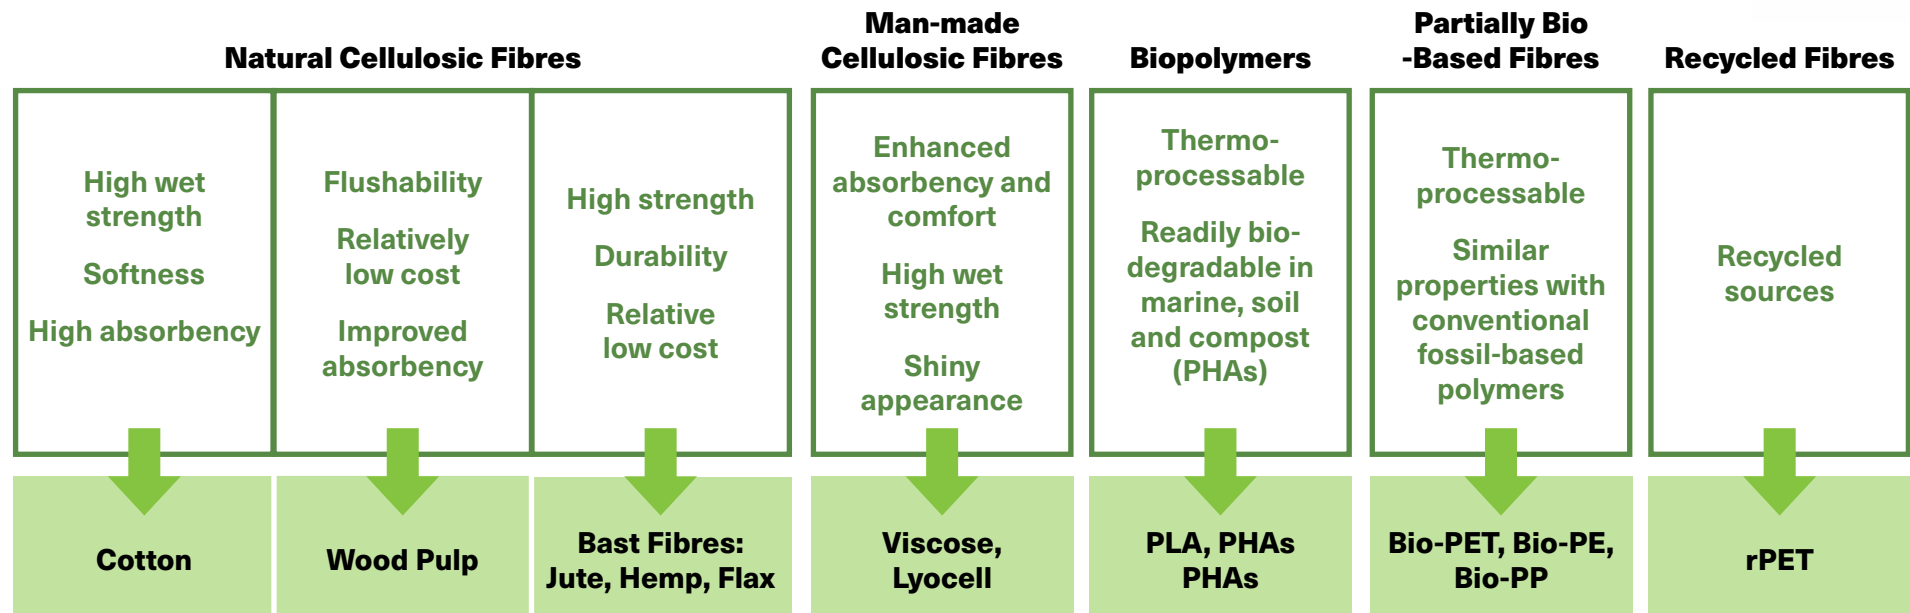 Natural Cellulosic Fibres
High wet
strength
Softness
High absorbency
Cotton
Flushability
Relatively
low cost
Improved
absorbency
Wood Pulp
High strength
Durability
Relative
low cost
Bast Fibres:
Jute, Hemp, Flax
Man-made
Cellulosic Fibres
Enhanced
absorbency and
comfort
High wet
strength
Shiny
appearance
Viscose,
Lyocell
Biopolymers
Thermo-
processable
Readily bio-
degradable in
marine, soil
and compost
(PHAs)
PLA, PHAs
PHAs
Partially Bio
-Based Fibres
Thermo-
processable
Similar
properties with
conventional
fossil-based
polymers
Bio-PET, Bio-PE,
Bio-PP
Recycled Fibres
Recycled
sources
rPET